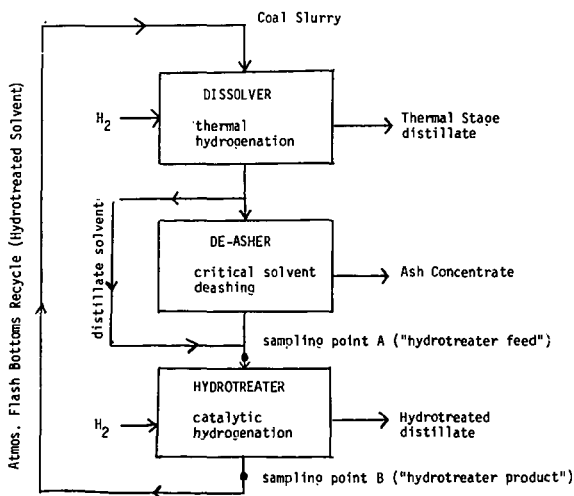 Coal Slurry
DISSOLVER
thermal
hydrogenation
H2
Thermal Stage
distillate
DE-ASHER
critical solvent
deashing
Ash Concentrate
distillate solvent
sampling point A ("hydrotreater feed")
HYDROTREATER
catalytic
hydrogenation
H2
Hydrotreated
distillate
sampling point B ("hydrotreater product")
Atmos. Flash Bottoms Recycle (Hydrotreated Solvent)